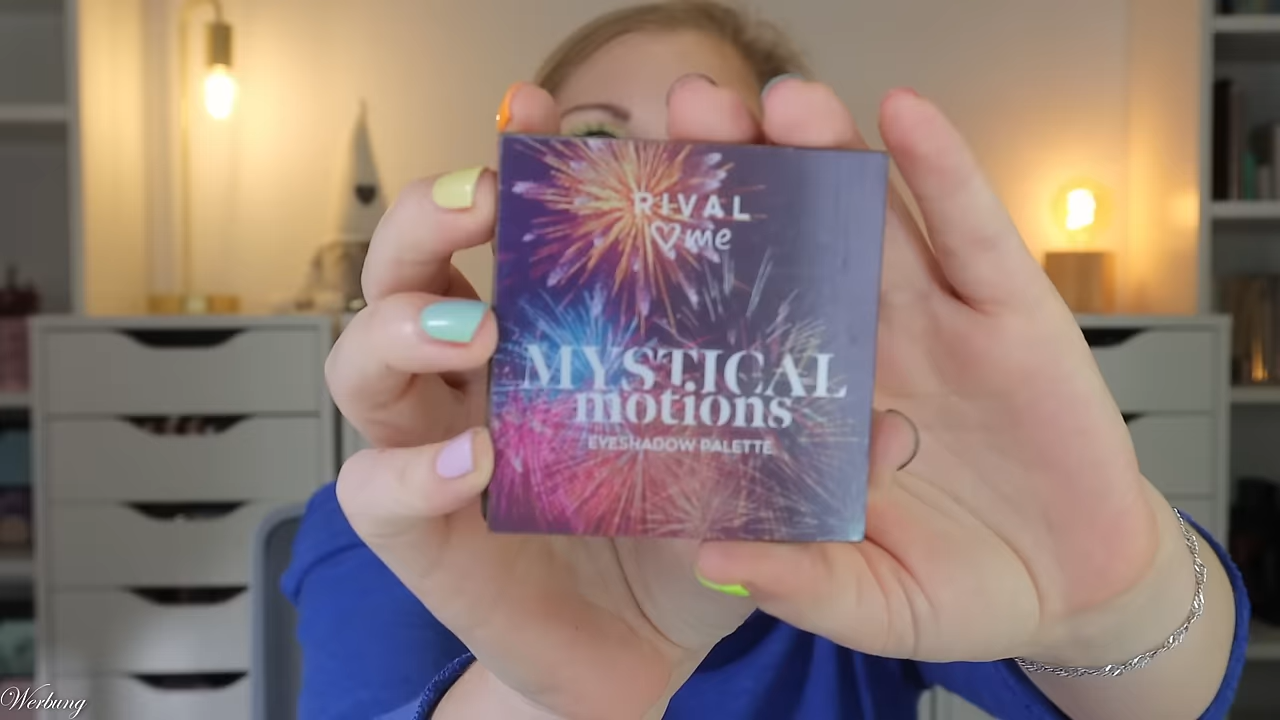 RIVAL
♡me
MYSTICAL
motions
EYESHADOW PALETTE
Werbung